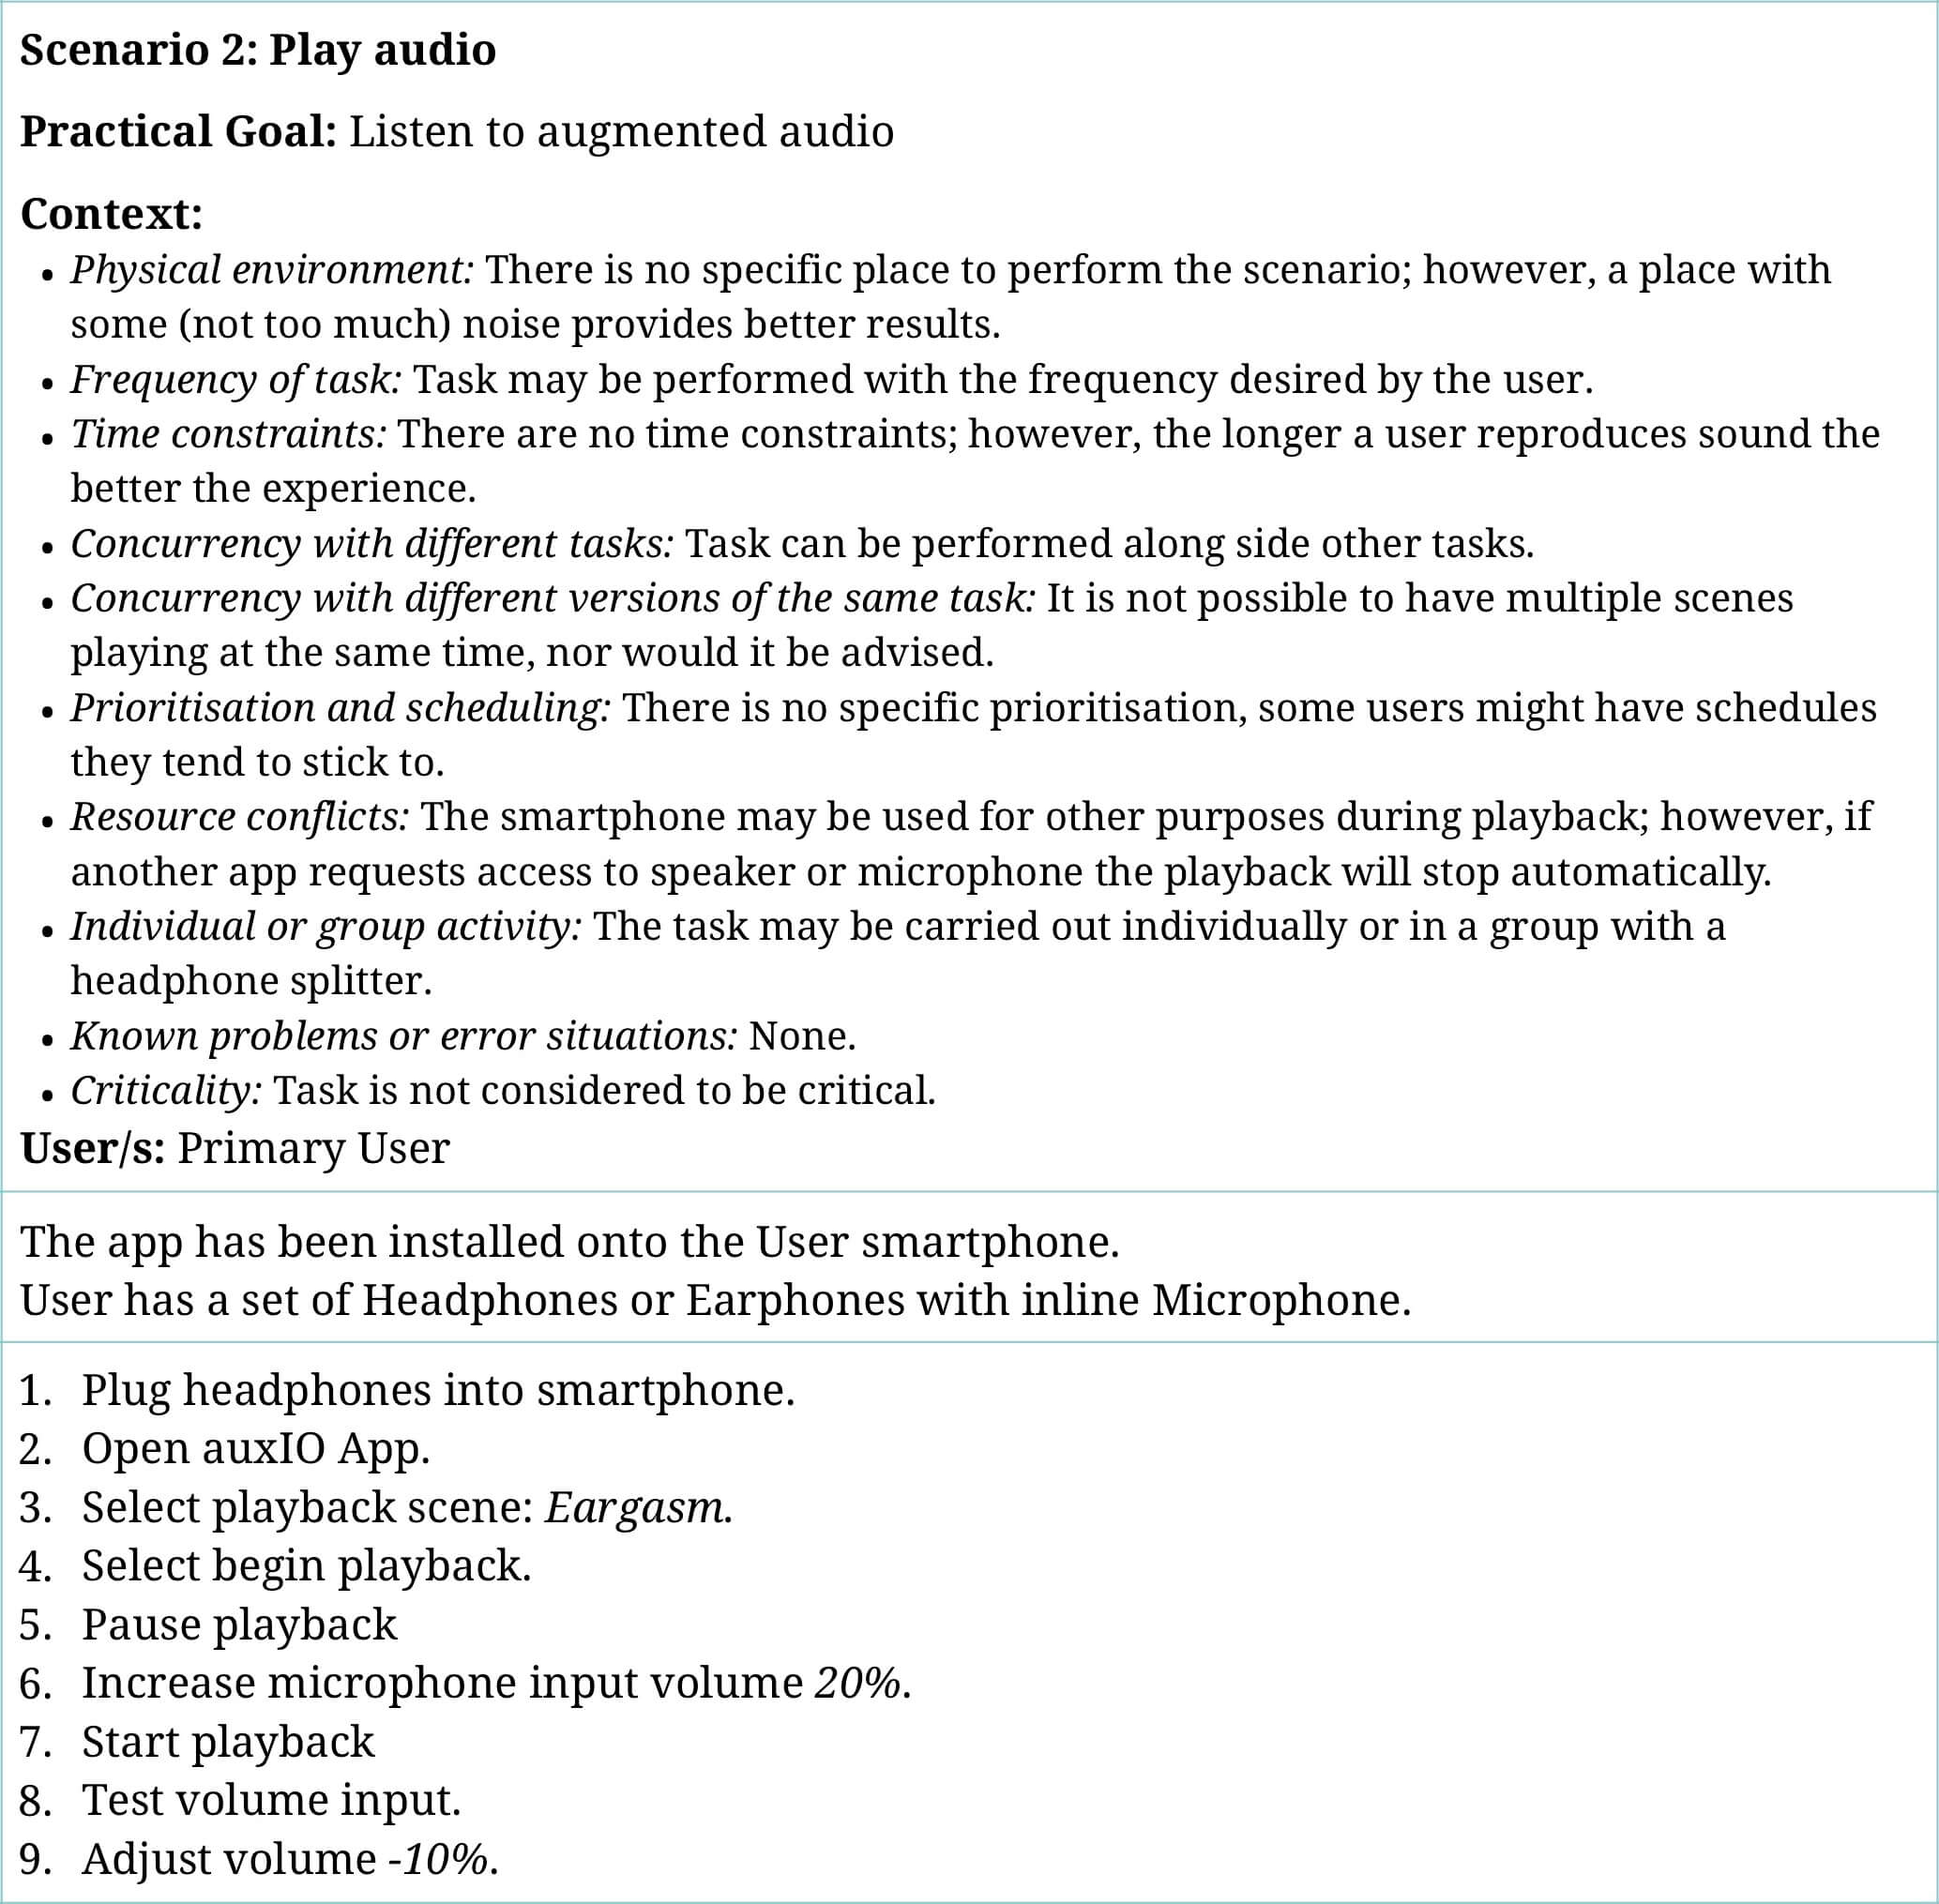 Scenario 2: Play audio
Practical Goal: Listen to augmented audio
Context:
• Physical environment: There is no specific place to perform the scenario; however, a place with
some (not too much) noise provides better results.
• Frequency of task: Task may be performed with the frequency desired by the user.
• Time constraints: There are no time constraints; however, the longer a user reproduces sound the
better the experience.
• Concurrency with different tasks: Task can be performed along side other tasks.
• Concurrency with different versions of the same task: It is not possible to have multiple scenes
playing at the same time, nor would it be advised.
• Prioritisation and scheduling: There is no specific prioritisation, some users might have schedules
they tend to stick to.
• Resource conflicts: The smartphone may be used for other purposes during playback; however, if
another app requests access to speaker or microphone the playback will stop automatically.
• Individual or group activity: The task may be carried out individually or in a group with a
headphone splitter.
• Known problems or error situations: None.
• Criticality: Task is not considered to be critical.
User/s: Primary User
The app has been installed onto the User smartphone.
User has a set of Headphones or Earphones with inline Microphone.
1. Plug headphones into smartphone.
2. Open auxIO App.
3. Select playback scene: Eargasm.
4. Select begin playback.
5. Pause playback
6. Increase microphone input volume 20%.
7. Start playback
8. Test volume input.
9. Adjust volume -10%.